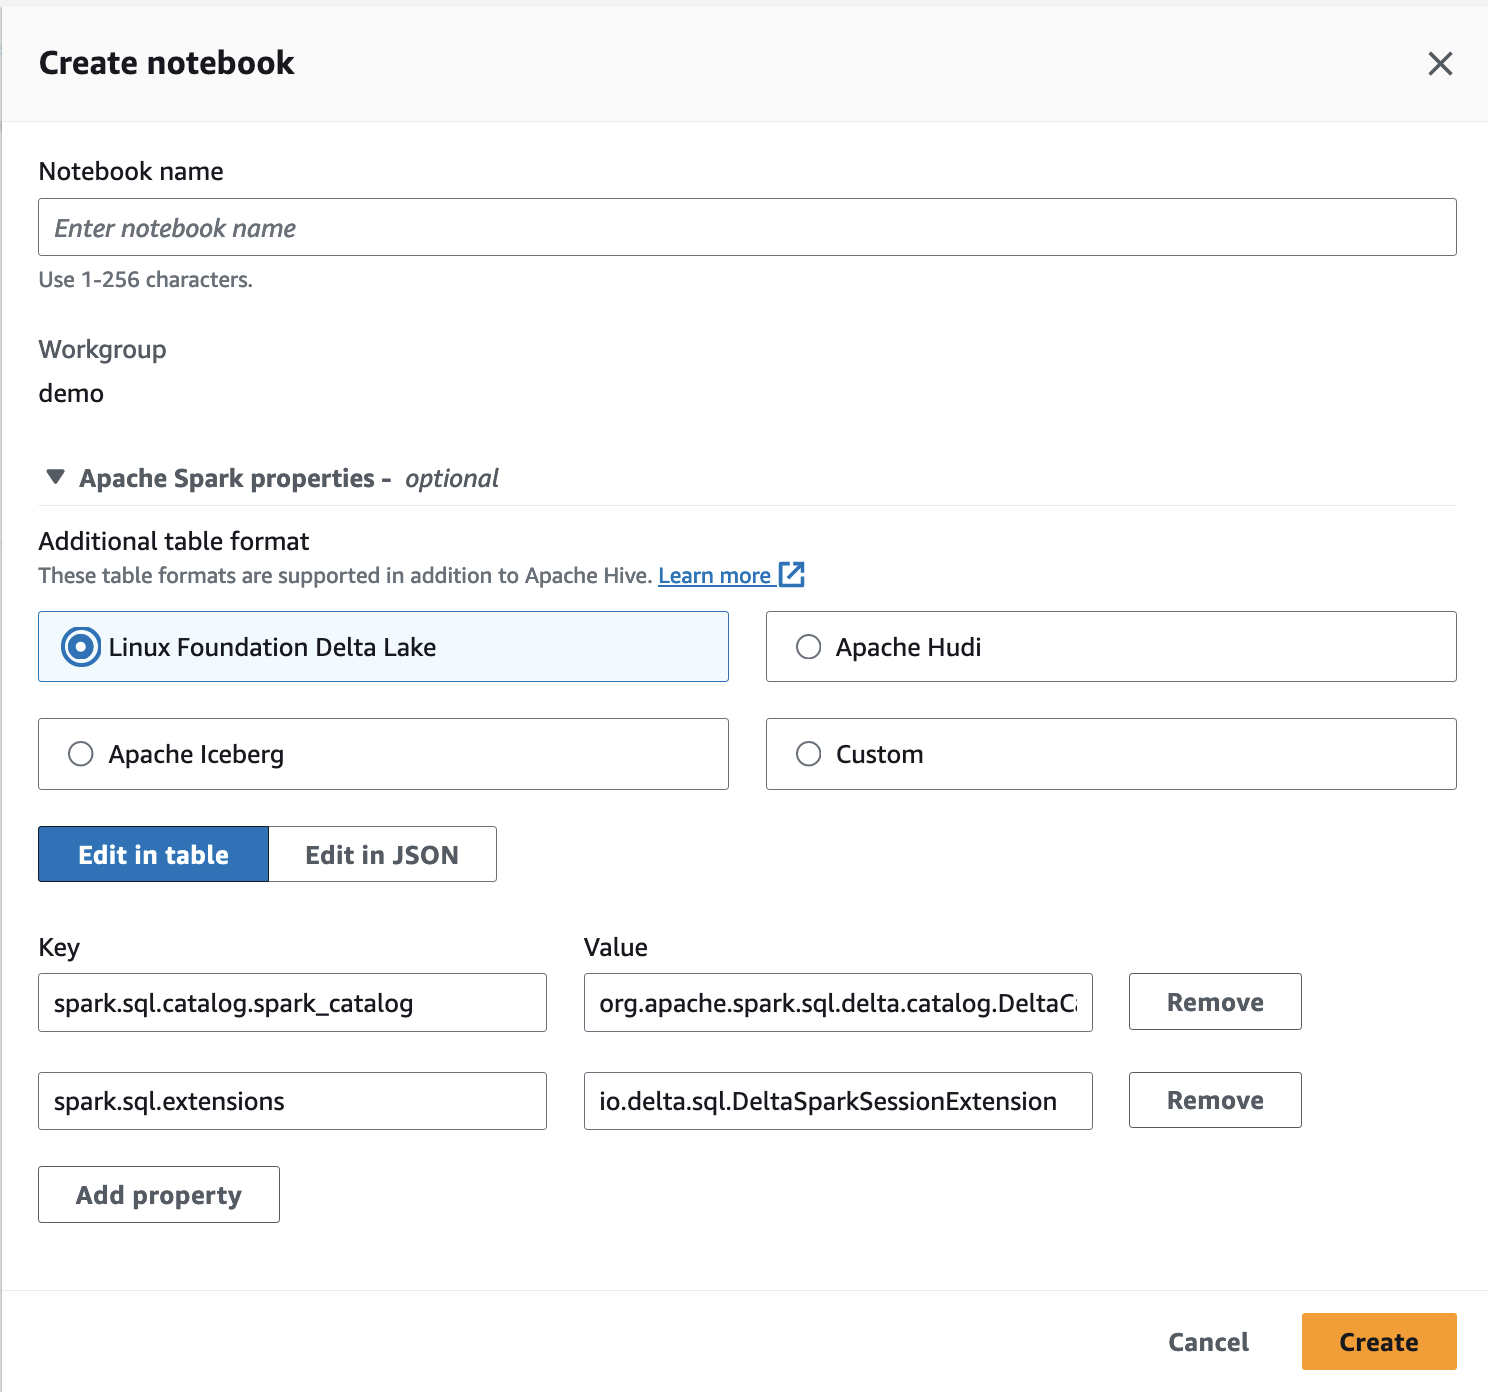 Create notebook
Notebook name
Enter notebook name
Use 1-256 characters.
Workgroup
demo
Apache Spark properties - optional
Additional table format
These table formats are supported in addition to Apache Hive. Learn more
Linux Foundation Delta Lake
Apache Hudi
Apache Iceberg
Custom
Edit in table
Edit in JSON
Key
Value
spark.sql.catalog.spark_catalog
org.apache.spark.sql.delta.catalog.DeltaC
Remove
spark.sql.extensions
io.delta.sql.DeltaSparkSessionExtension
Remove
Add property
Cancel
Create